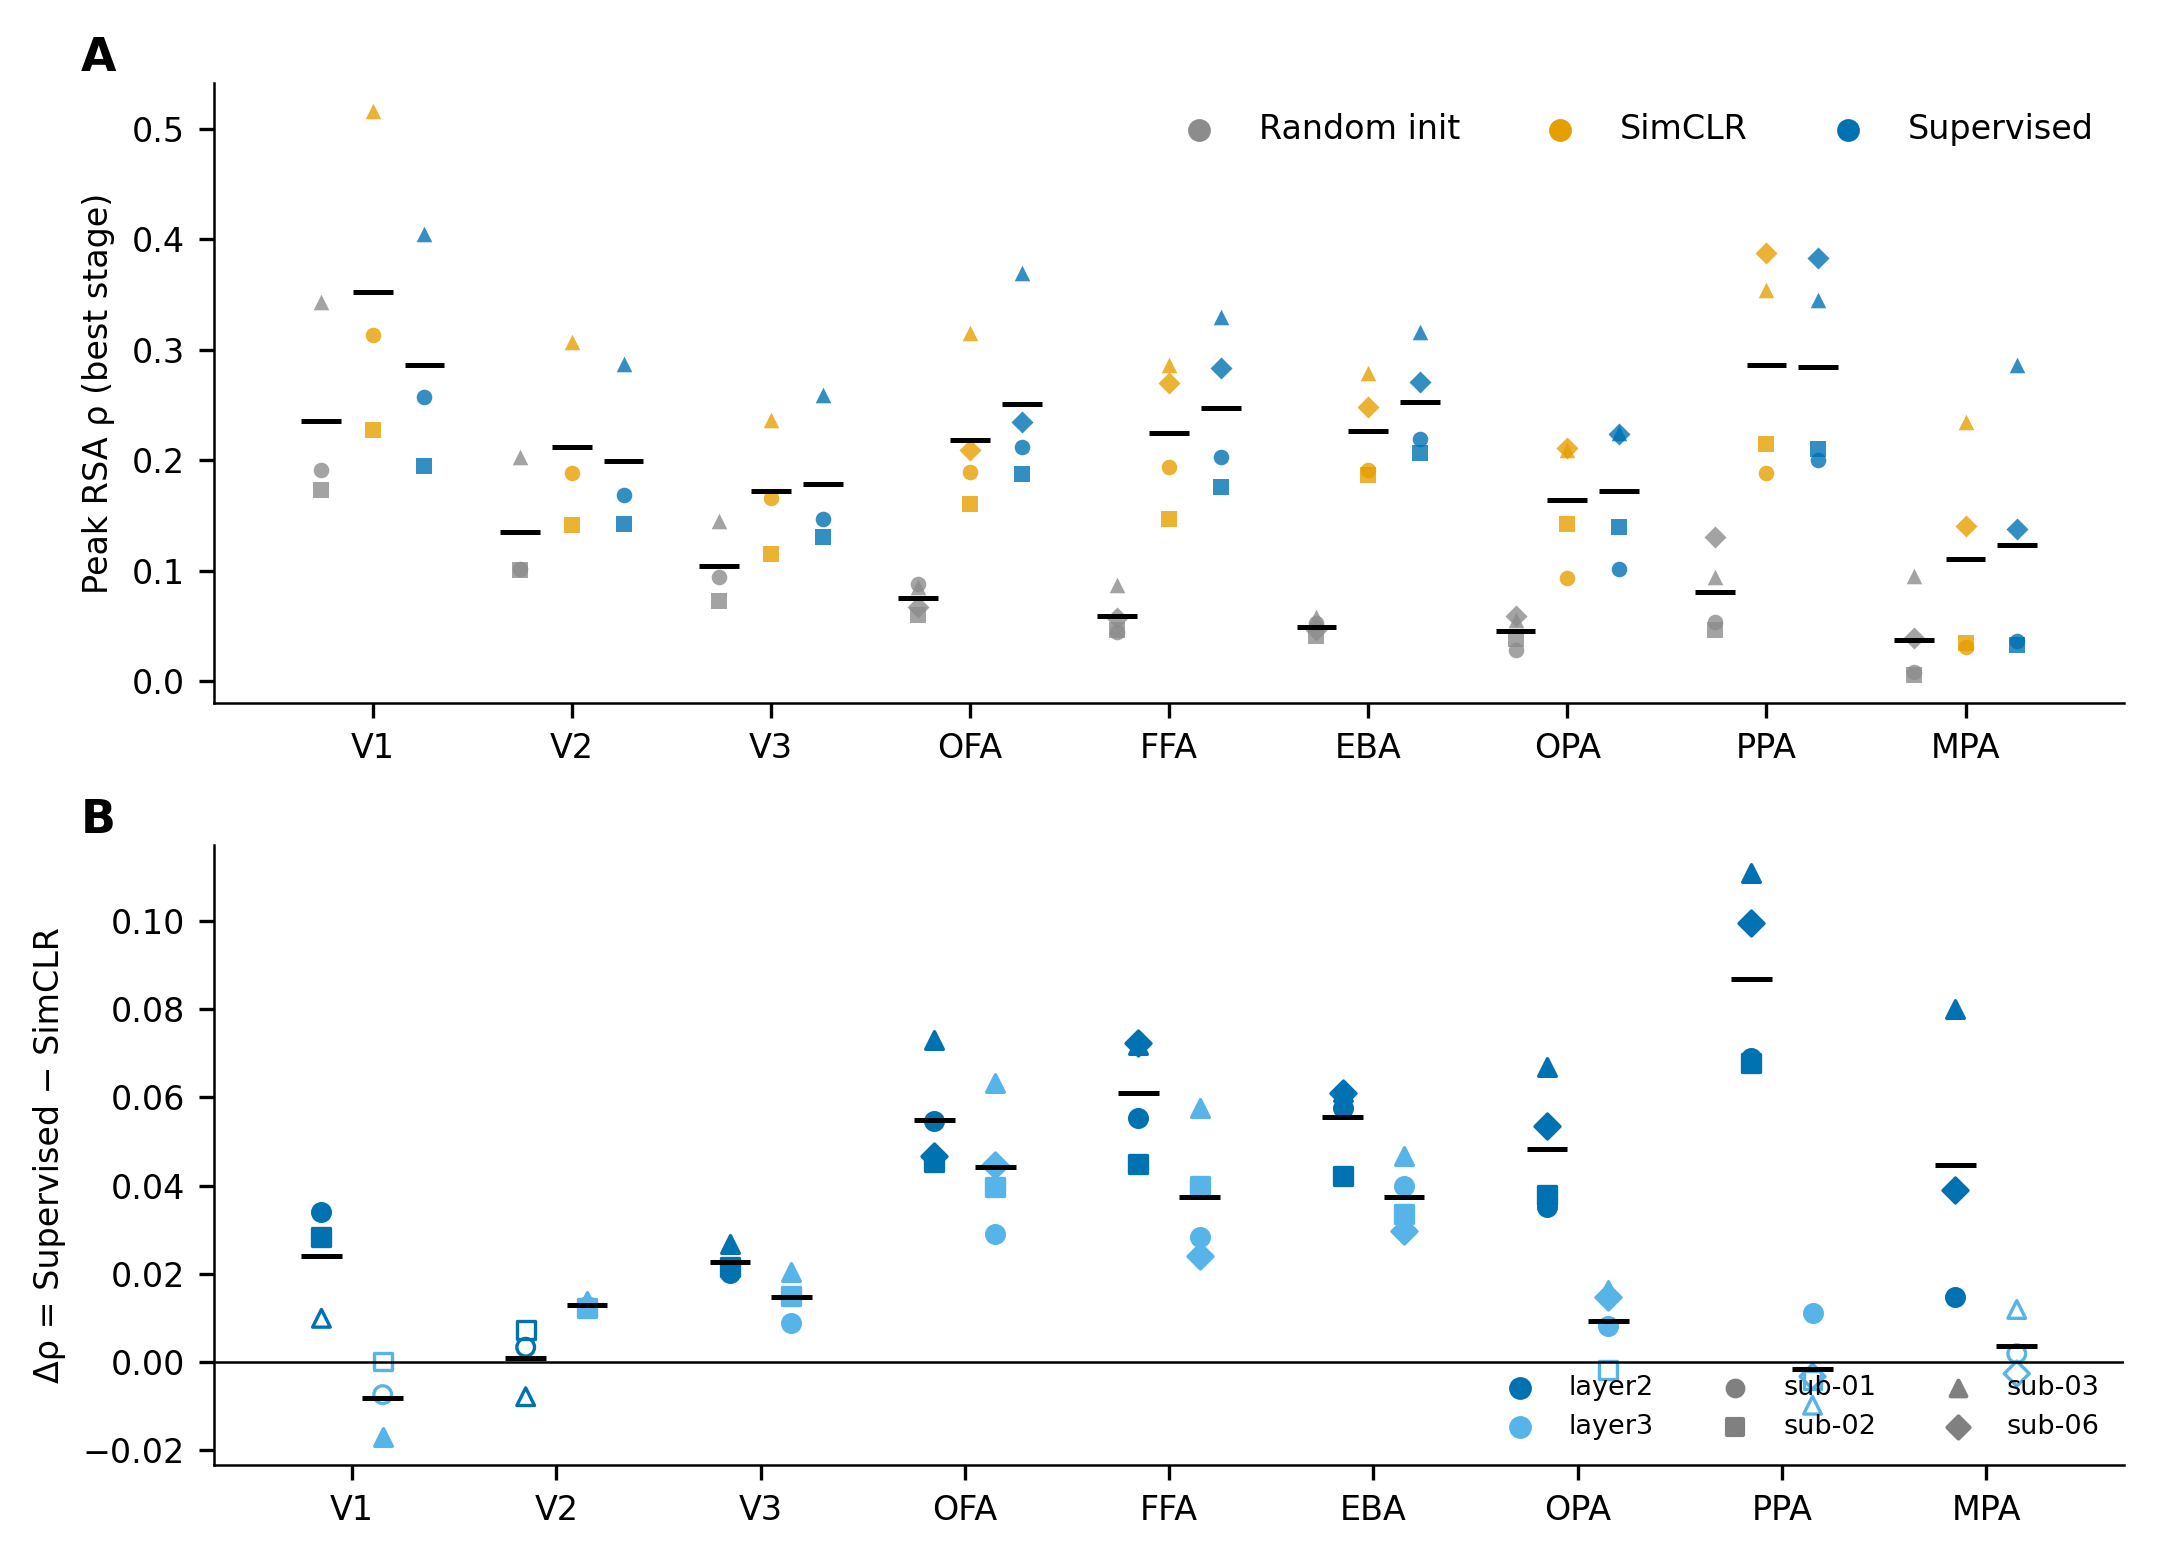 A
Peak RSA ρ (best stage)
0.5
0.4
0.3
0.2
0.1
0.0
Random init
SimCLR
Supervised
V1 V2 V3 OFA FFA EBA OPA PPA MPA
B
Δρ = Supervised − SimCLR
0.10
0.08
0.06
0.04
0.02
0.00
−0.02
layer2 sub-01 sub-03
layer3 sub-02 sub-06
V1 V2 V3 OFA FFA EBA OPA PPA MPA